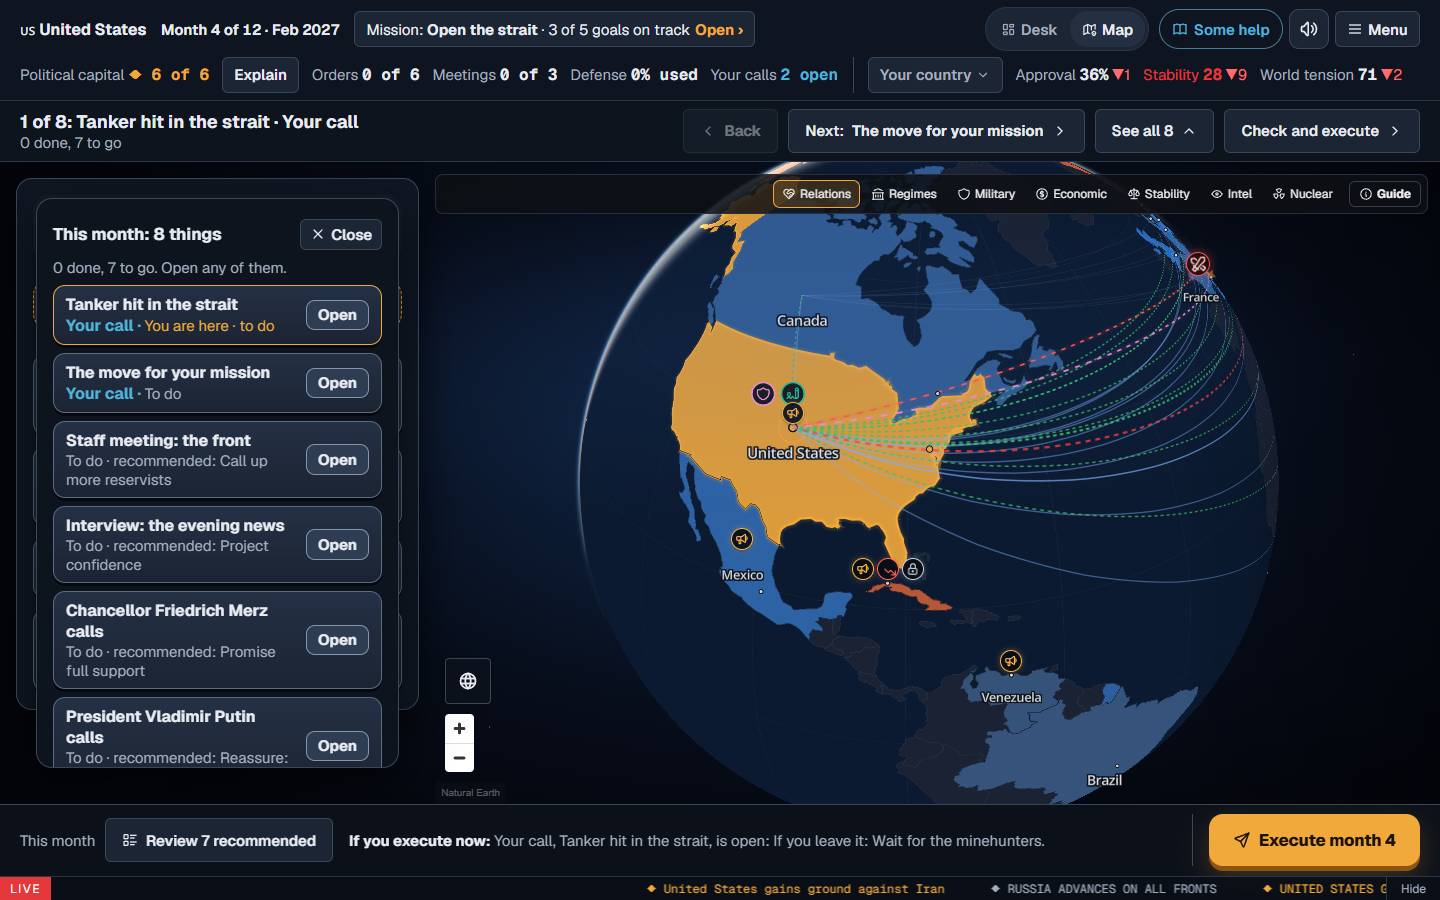 US United States Month 4 of 12 · Feb 2027 Mission: Open the strait · 3 of 5 goals on track Open › Desk Map Some help Menu
Political capital ◆ 6 of 6 Explain Orders 0 of 6 Meetings 0 of 3 Defense 0% used Your calls 2 open Your country Approval 36% ▼1 Stability 28 ▼9 World tension 71 ▼2
1 of 8: Tanker hit in the strait · Your call
0 done, 7 to go
Back Next: The move for your mission See all 8 Check and execute
Relations Regimes Military Economic Stability Intel Nuclear Guide
This month: 8 things Close
0 done, 7 to go. Open any of them.
Tanker hit in the strait
Your call · You are here · to do
Open
The move for your mission
Your call · To do
Open
Staff meeting: the front
To do · recommended: Call up
more reservists
Open
Interview: the evening news
To do · recommended: Project
confidence
Open
Chancellor Friedrich Merz
calls
To do · recommended: Promise
full support
Open
President Vladimir Putin
calls
To do · recommended: Reassure:
Open
France
Canada
United States
Mexico
Venezuela
Brazil
+
−
Natural Earth
This month Review 7 recommended If you execute now: Your call, Tanker hit in the strait, is open: If you leave it: Wait for the minehunters. Execute month 4
LIVE ◆ United States gains ground against Iran ◆ RUSSIA ADVANCES ON ALL FRONTS ◆ UNITED STATES Hide